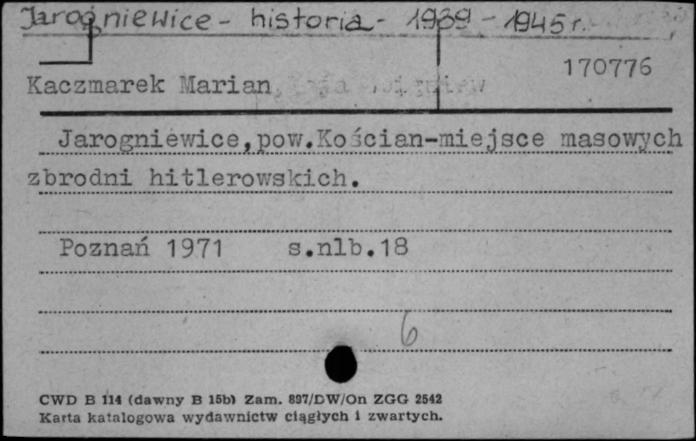 Jarogniewice - historia - 1939 - 1945 r.
Kaczmarek Marian 170776
Jarogniewice,pow.Kościan-miejsce masowych
zbrodni hitlerowskich.
Poznań 1971 s.nlb.18
6
CWD B 114 (dawny B 15b) Zam. 897/DW/On ZGG 2542
Karta katalogowa wydawnictw ciągłych i zwartych.